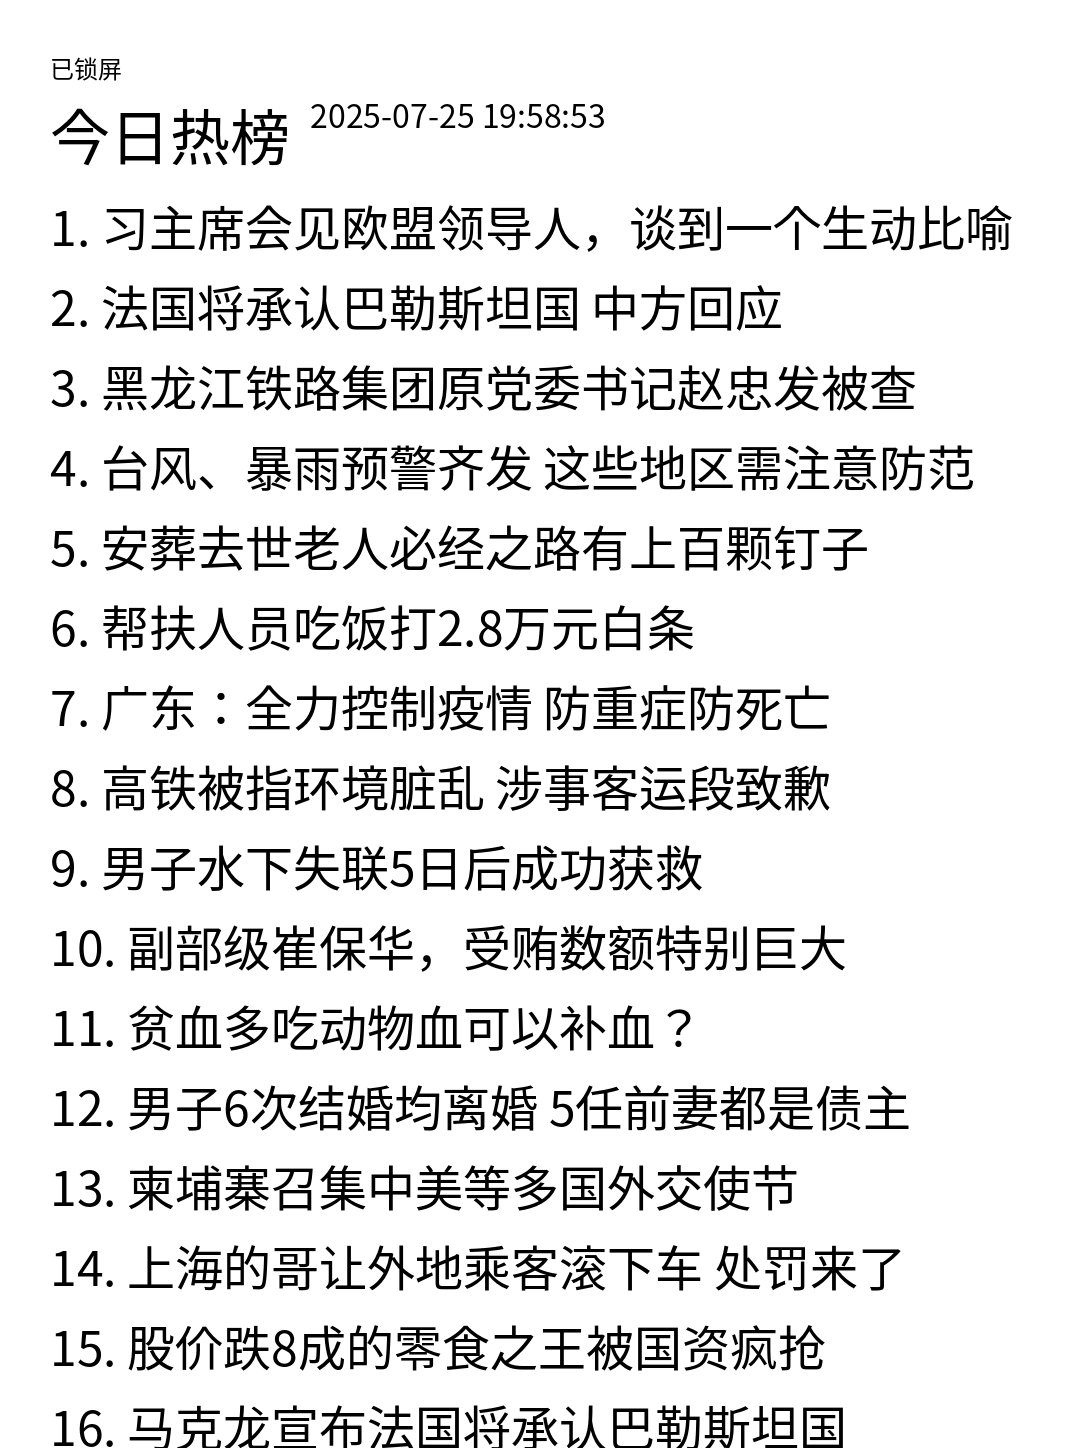 已锁屏
今日热榜 2025-07-25 19:58:53
1. 习主席会见欧盟领导人，谈到一个生动比喻
2. 法国将承认巴勒斯坦国 中方回应
3. 黑龙江铁路集团原党委书记赵忠发被查
4. 台风、暴雨预警齐发 这些地区需注意防范
5. 安葬去世老人必经之路有上百颗钉子
6. 帮扶人员吃饭打2.8万元白条
7. 广东：全力控制疫情 防重症防死亡
8. 高铁被指环境脏乱 涉事客运段致歉
9. 男子水下失联5日后成功获救
10. 副部级崔保华，受贿数额特别巨大
11. 贫血多吃动物血可以补血？
12. 男子6次结婚均离婚 5任前妻都是债主
13. 柬埔寨召集中美等多国外交使节
14. 上海的哥让外地乘客滚下车 处罚来了
15. 股价跌8成的零食之王被国资疯抢
16. 马克龙宣布法国将承认巴勒斯坦国